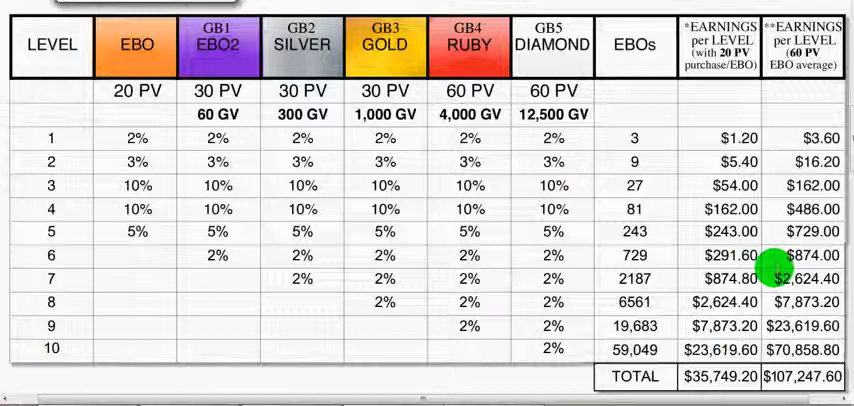 LEVEL EBO GB1 EBO2 GB2 SILVER GB3 GOLD GB4 RUBY GB5 DIAMOND EBOs *EARNINGS per LEVEL (with 20 PV purchase/EBO) **EARNINGS per LEVEL (60 PV EBO average)
20 PV 30 PV 30 PV 30 PV 60 PV 60 PV
60 GV 300 GV 1,000 GV 4,000 GV 12,500 GV
1 2% 2% 2% 2% 2% 2% 3 $1.20 $3.60
2 3% 3% 3% 3% 3% 3% 9 $5.40 $16.20
3 10% 10% 10% 10% 10% 10% 27 $54.00 $162.00
4 10% 10% 10% 10% 10% 10% 81 $162.00 $486.00
5 5% 5% 5% 5% 5% 5% 243 $243.00 $729.00
6 2% 2% 2% 2% 2% 729 $291.60 $874.00
7 2% 2% 2% 2% 2187 $874.80 $2,624.40
8 2% 2% 2% 6561 $2,624.40 $7,873.20
9 2% 2% 19,683 $7,873.20 $23,619.60
10 2% 59,049 $23,619.60 $70,858.80
TOTAL $35,749.20 $107,247.60